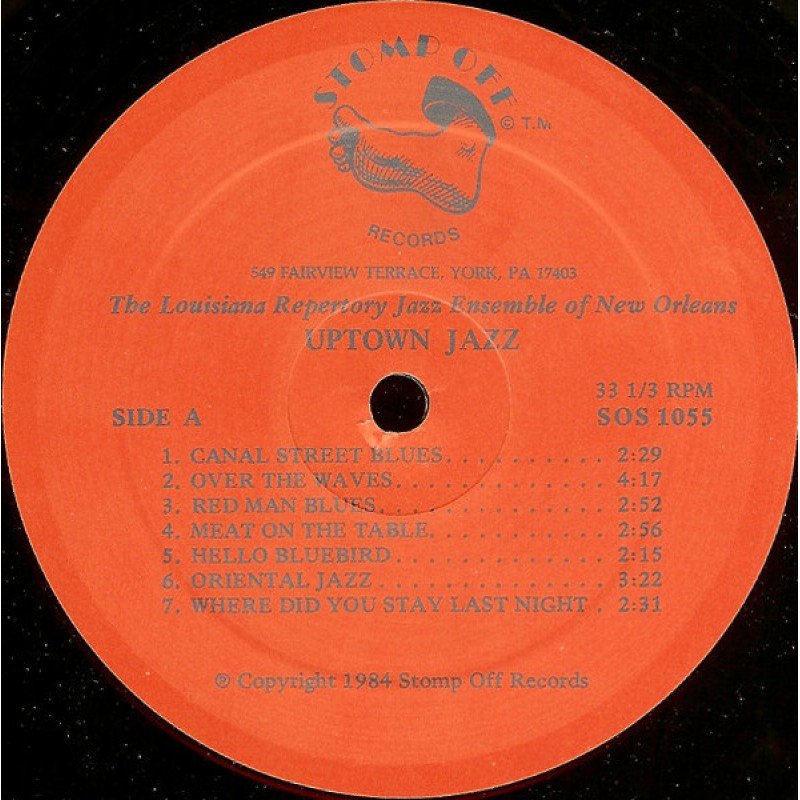 STOMP OFF
© T.M.
RECORDS
549 FAIRVIEW TERRACE, YORK, PA 17403
The Louisiana Repertory Jazz Ensemble of New Orleans
UPTOWN JAZZ
33 1/3 RPM
SIDE A SOS 1055
1. CANAL STREET BLUES. . . . . . . . . . . 2:29
2. OVER THE WAVES. . . . . . . . . . . . . . 4:17
3. RED MAN BLUES. . . . . . . . . . . . . . . 2:52
4. MEAT ON THE TABLE. . . . . . . . . . . . 2:56
5. HELLO BLUEBIRD. . . . . . . . . . . . . . 2:15
6. ORIENTAL JAZZ. . . . . . . . . . . . . . . 3:22
7. WHERE DID YOU STAY LAST NIGHT . 2:31
℗ Copyright 1984 Stomp Off Records